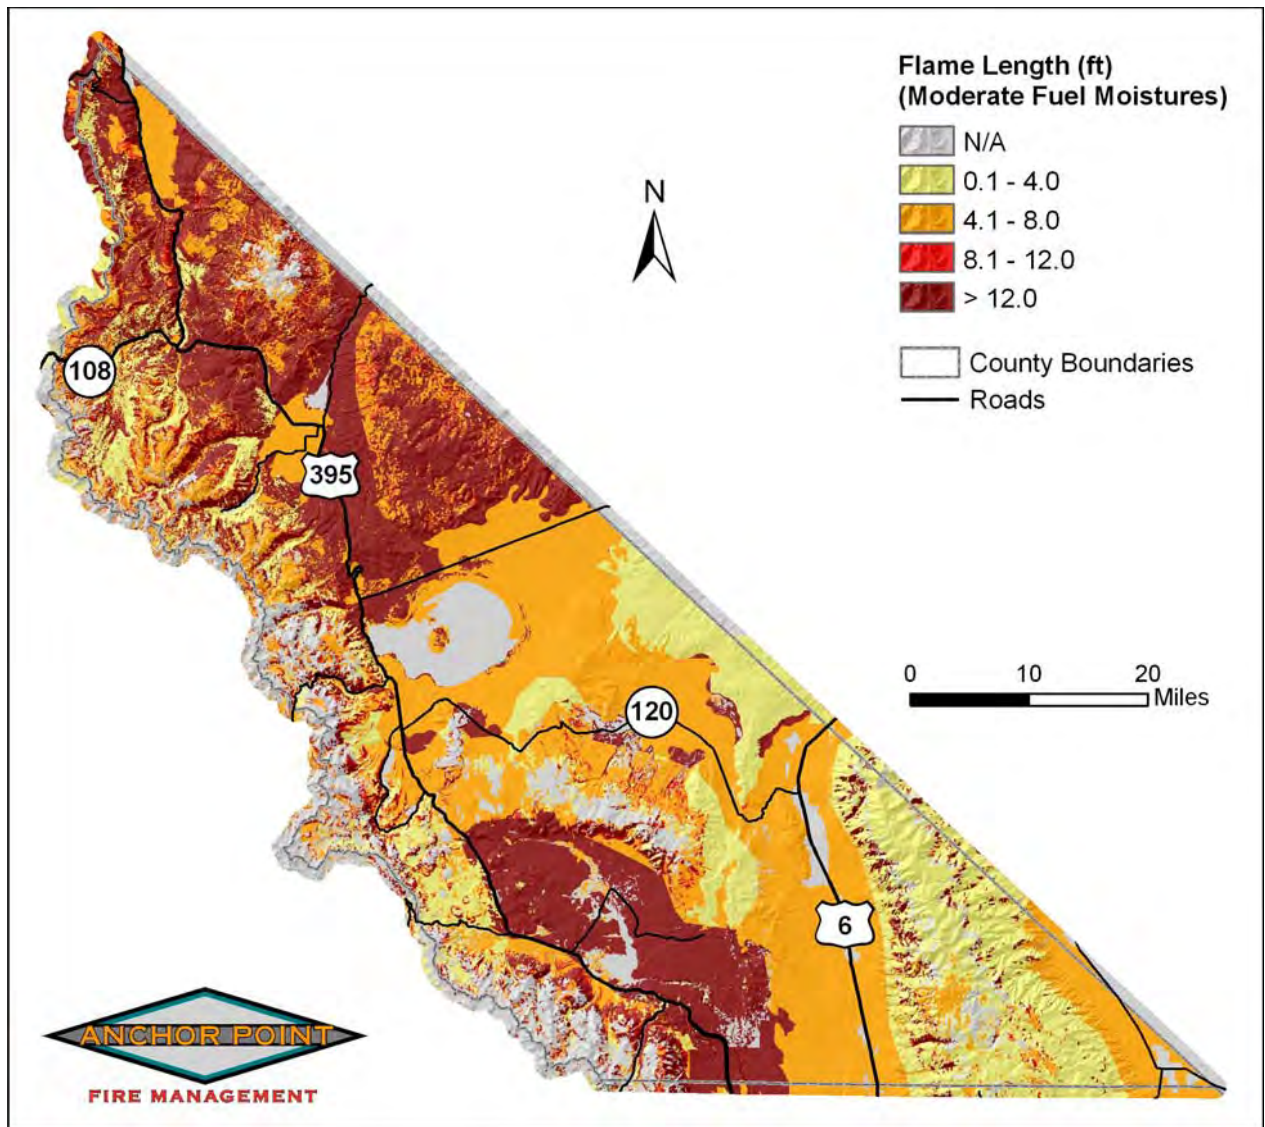 Flame Length (ft)
(Moderate Fuel Moistures)
N/A
0.1 - 4.0
4.1 - 8.0
8.1 - 12.0
> 12.0
County Boundaries
Roads
N
108
395
0 10 20
Miles
120
6
ANCHOR POINT
FIRE MANAGEMENT